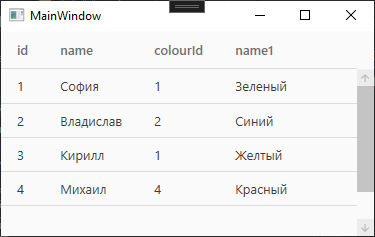 MainWindow
id name colourId name1
1 София 1 Зеленый
2 Владислав 2 Синий
3 Кирилл 1 Желтый
4 Михаил 4 Красный